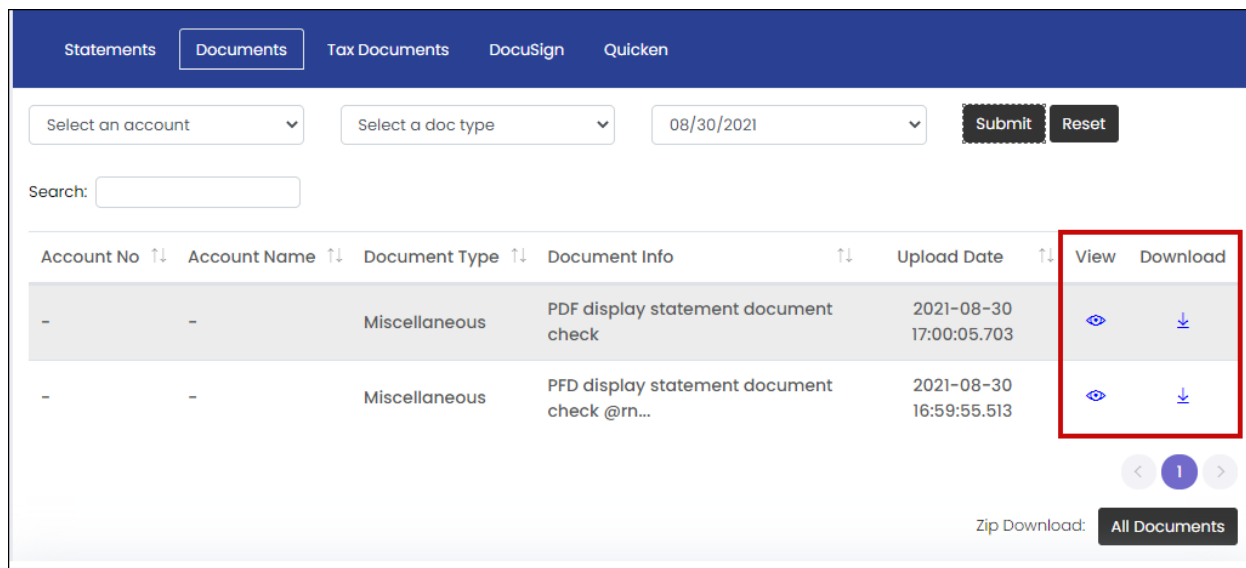 Statements Documents Tax Documents DocuSign Quicken
Select an account Select a doc type 08/30/2021 Submit Reset
Search:
Account No Account Name Document Type Document Info Upload Date View Download
- - Miscellaneous PDF display statement document check 2021-08-30 17:00:05.703
- - Miscellaneous PFD display statement document check @rn... 2021-08-30 16:59:55.513
< 1 >
Zip Download: All Documents